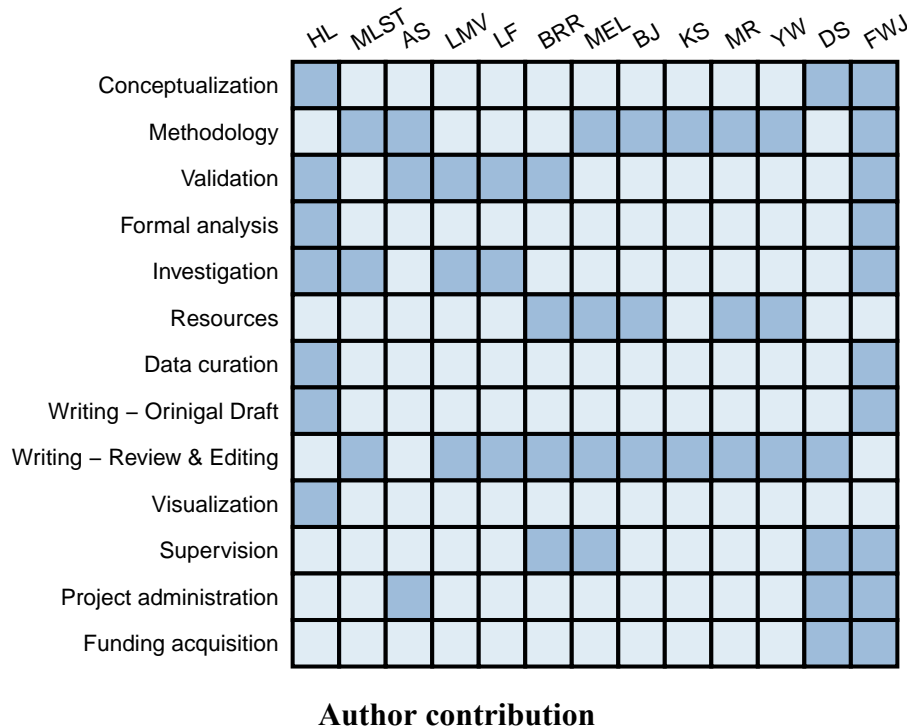 HL MLST AS LMV LF BRR MEL BJ KS MR YW DS FWJ
Conceptualization
Methodology
Validation
Formal analysis
Investigation
Resources
Data curation
Writing – Orinigal Draft
Writing – Review & Editing
Visualization
Supervision
Project administration
Funding acquisition
Author contribution